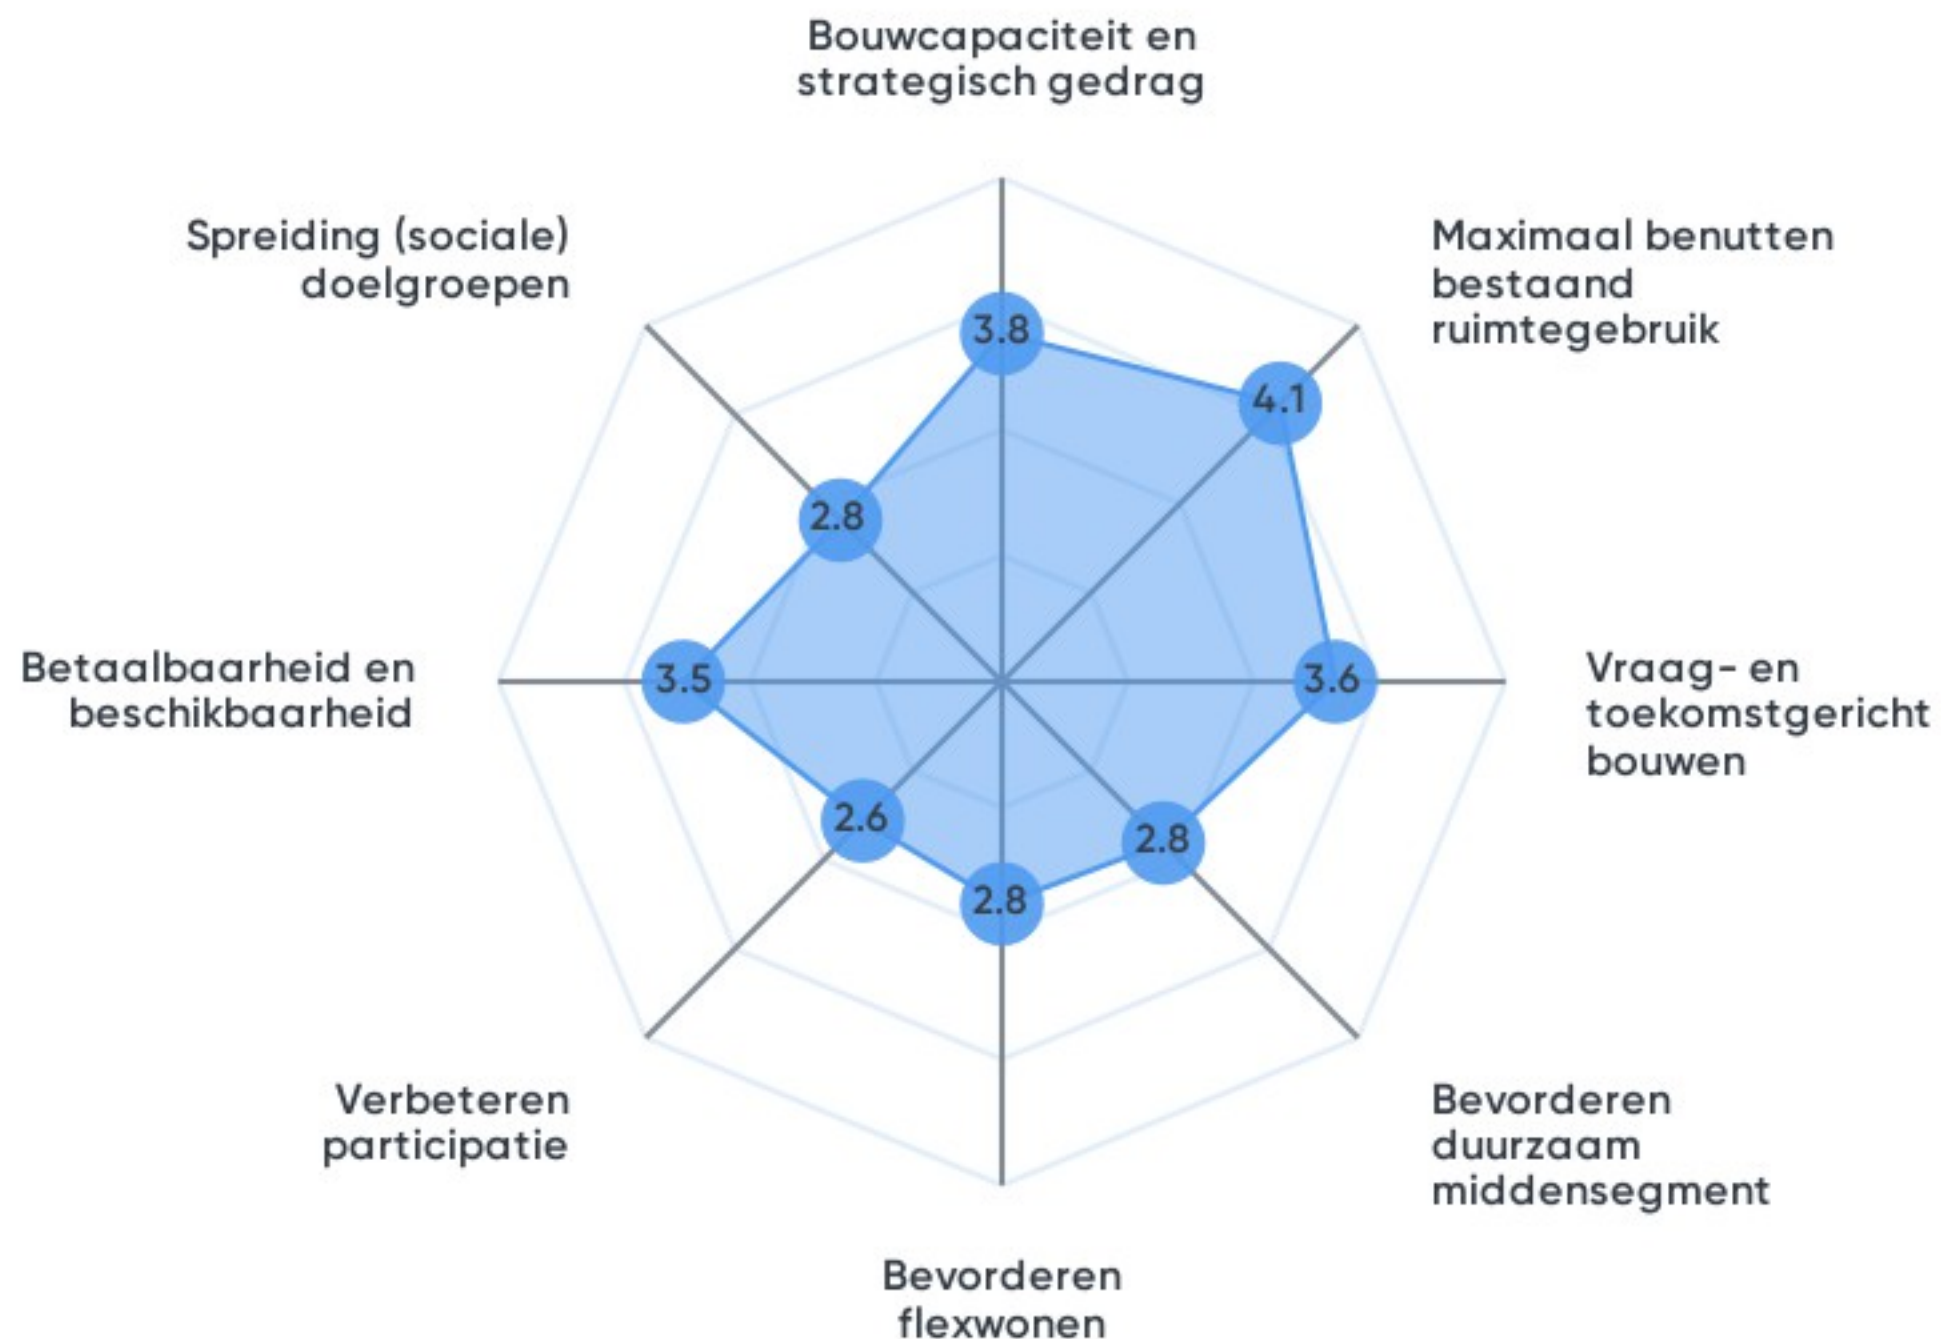 Bouwcapaciteit en
strategisch gedrag
Spreiding (sociale)
doelgroepen
Maximaal benutten
bestaand
ruimtegebruik
3.8
4.1
2.8
Betaalbaarheid en
beschikbaarheid
3.5
3.6
Vraag- en
toekomstgericht
bouwen
2.6
2.8
2.8
Verbeteren
participatie
Bevorderen
duurzaam
middensegment
Bevorderen
flexwonen